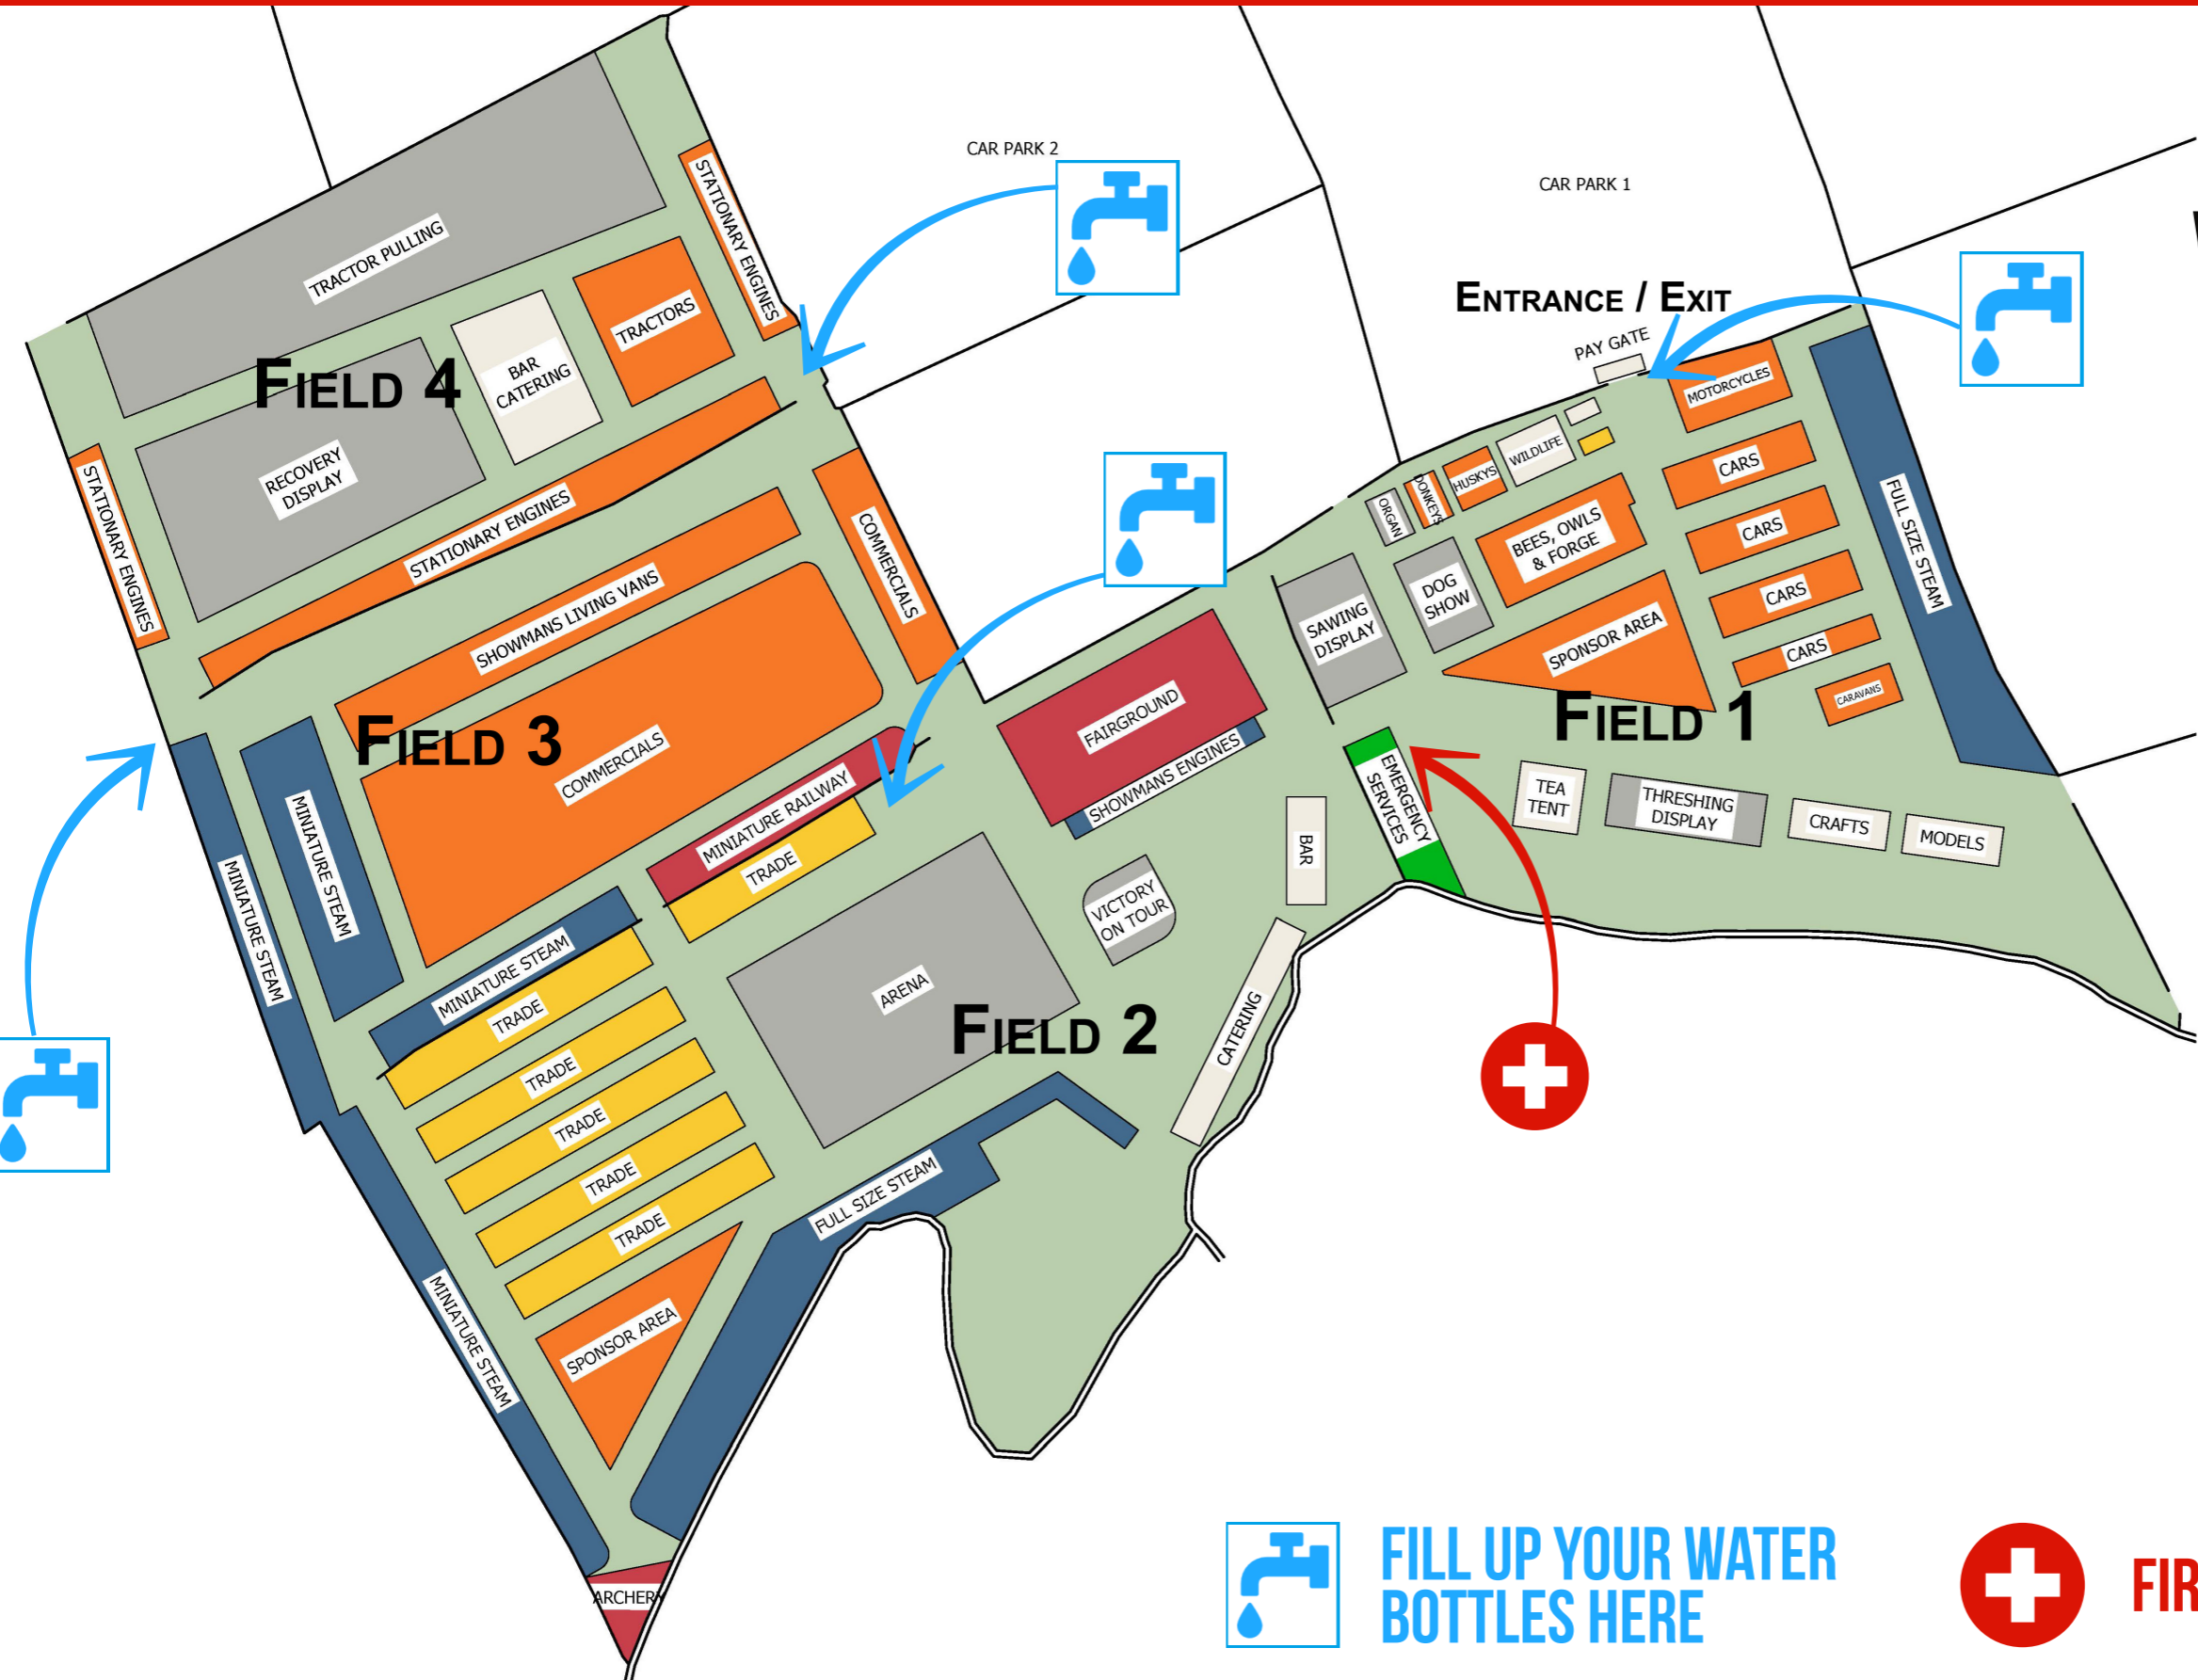 CAR PARK 2
CAR PARK 1
ENTRANCE / EXIT
PAY GATE
STATIONARY ENGINES
TRACTOR PULLING
TRACTORS
BAR
CATERING
FIELD 4
RECOVERY
DISPLAY
STATIONARY ENGINES
STATIONARY ENGINES
SHOWMANS LIVING VANS
COMMERCIALS
FIELD 3
COMMERCIALS
MINIATURE STEAM
MINIATURE STEAM
MINIATURE RAILWAY
TRADE
MINIATURE STEAM
TRADE
TRADE
TRADE
TRADE
TRADE
SPONSOR AREA
MINIATURE STEAM
ARCHERY
FULL SIZE STEAM
ARENA
FIELD 2
FAIRGROUND
SHOWMANS ENGINES
VICTORY
ON TOUR
BAR
CATERING
EMERGENCY
SERVICES
MOTORCYCLES
CARS
CARS
CARS
CARS
CARAVANS
FULL SIZE STEAM
WILDLIFE
HUSKYS
DONKEYS
ORGAN
BEES, OWLS
& FORGE
DOG
SHOW
SAWING
DISPLAY
SPONSOR AREA
FIELD 1
TEA
TENT
THRESHING
DISPLAY
CRAFTS
MODELS
FILL UP YOUR WATER
BOTTLES HERE
FIR